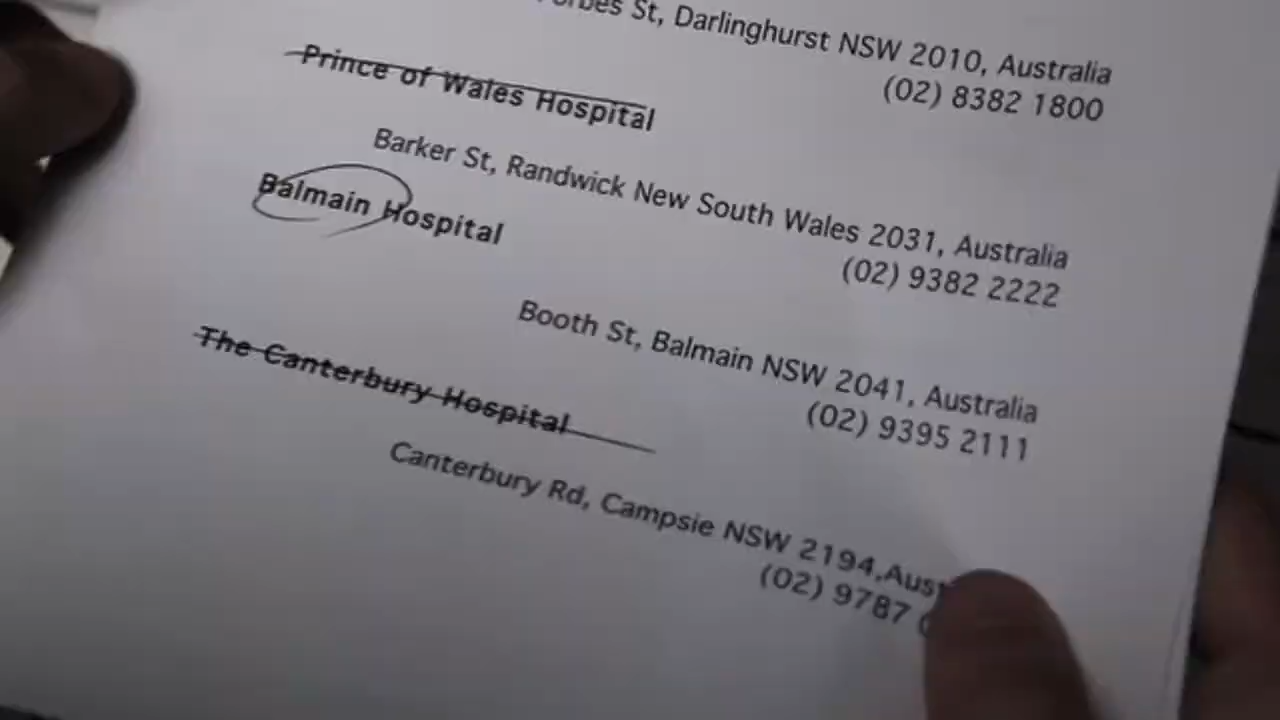 St, Darlinghurst NSW 2010, Australia
(02) 8382 1800
Prince of Wales Hospital
Barker St, Randwick New South Wales 2031, Australia
(02) 9382 2222
Balmain Hospital
Booth St, Balmain NSW 2041, Australia
(02) 9395 2111
The Canterbury Hospital
Canterbury Rd, Campsie NSW 2194,Aust
(02) 9787